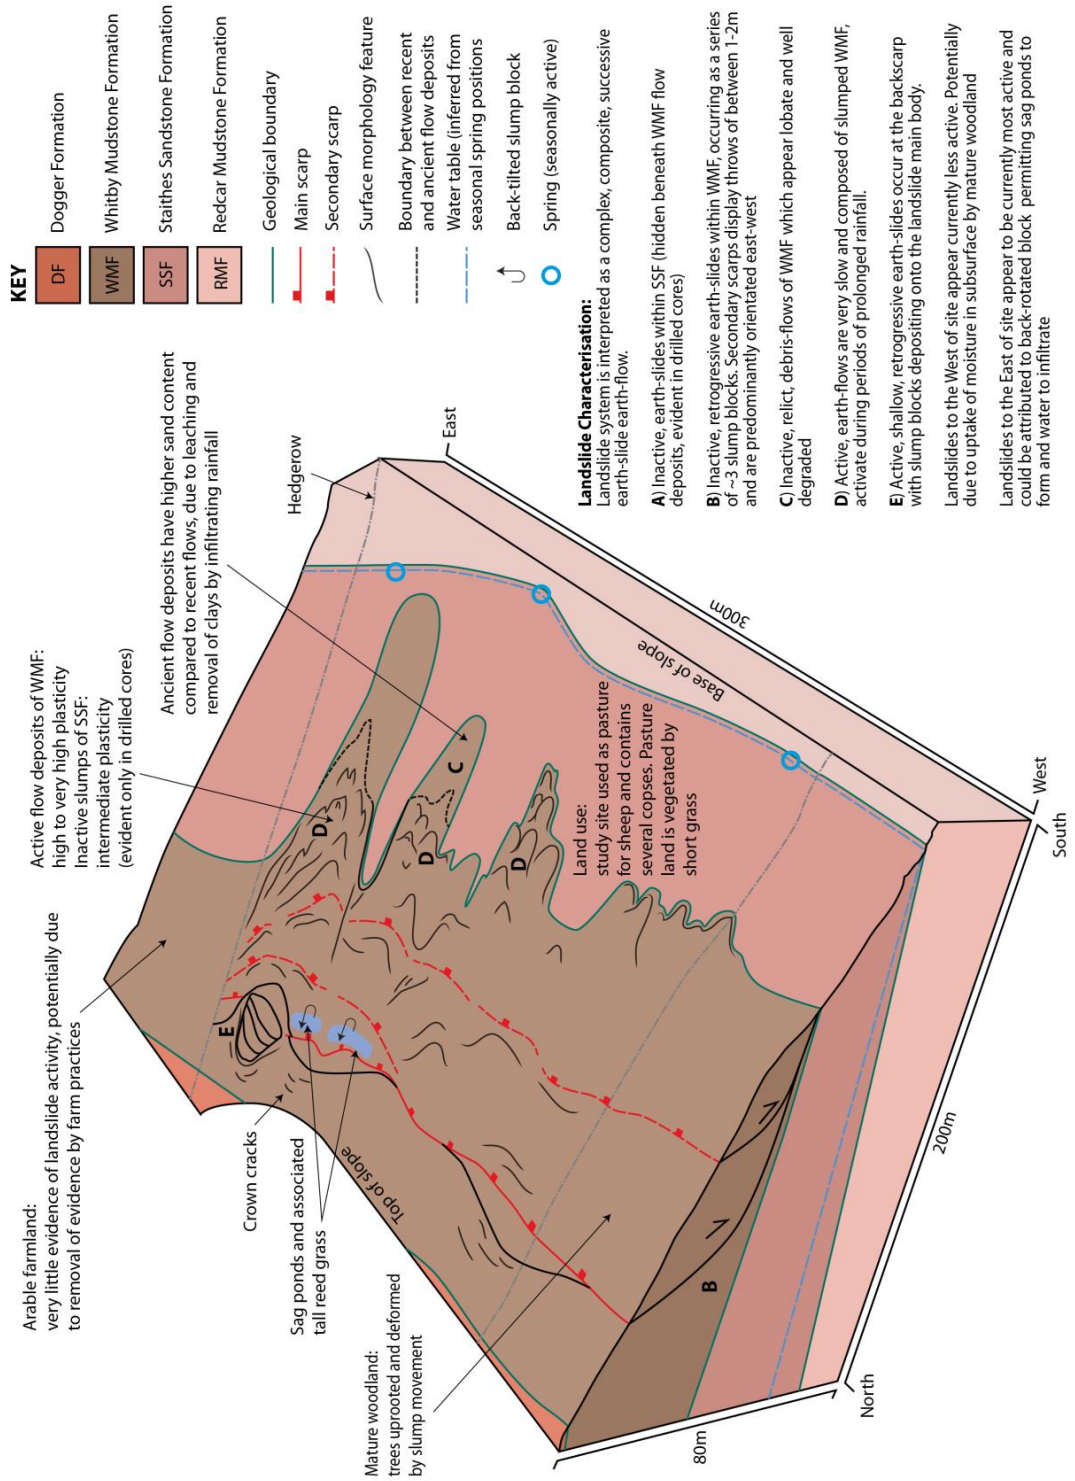 KEY
DF
Dogger Formation
WMF
Whitby Mudstone Formation
SSF
Staithes Sandstone Formation
RMF
Redcar Mudstone Formation
Geological boundary
Main scarp
Secondary scarp
Surface morphology feature
Boundary between recent
and ancient flow deposits
Water table (inferred from
seasonal spring positions
Back-tilted slump block
Spring (seasonally active)
Landslide Characterisation:
Landslide system is interpreted as a complex, composite, successive
earth-slide earth-flow.
A) Inactive, earth-slides within SSF (hidden beneath WMF flow
deposits, evident in drilled cores)
B) Inactive, retrogressive earth-slides within WMF, occurring as a series
of ~3 slump blocks. Secondary scarps display throws of between 1-2m
and are predominantly orientated east-west
C) Inactive, relict, debris-flows of WMF which appear lobate and well
degraded
D) Active, earth-flows are very slow and composed of slumped WMF,
activate during periods of prolonged rainfall.
E) Active, shallow, retrogressive earth-slides occur at the backscarp
with slump blocks depositing onto the landslide main body.
Landslides to the West of site appear currently less active. Potentially
due to uptake of moisture in subsurface by mature woodland
Landslides to the East of site appear to be currently most active and
could be attributed to back-rotated block permitting sag ponds to
form and water to infiltrate
Arable farmland:
very little evidence of landslide activity, potentially due
to removal of evidence by farm practices
Active flow deposits of WMF:
high to very high plasticity
Inactive slumps of SSF:
intermediate plasticity
(evident only in drilled cores)
Ancient flow deposits have higher sand content
compared to recent flows, due to leaching and
removal of clays by infiltrating rainfall
Hedgerow
East
Crown cracks
Sag ponds and associated
tall reed grass
Mature woodland:
trees uprooted and deformed
by slump movement
Top of slope
E
D
D
D
C
B
Land use:
study site used as pasture
for sheep and contains
several copses. Pasture
land is vegetated by
short grass
Base of slope
300m
West
South
200m
North
80m